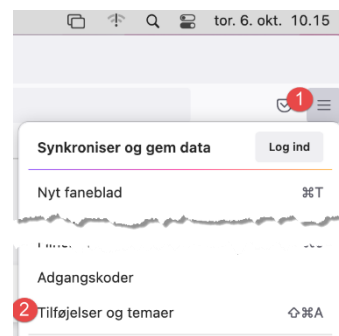 tor. 6. okt. 10.15
1
Synkroniser og gem data Log ind
Nyt faneblad ⌘T
Adgangskoder
2 Tilføjelser og temaer ⇧⌘A